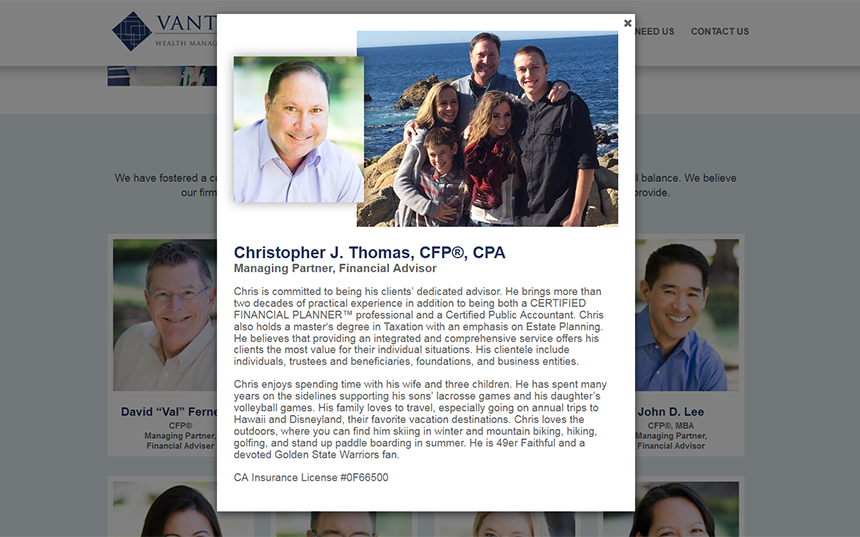 VANT
WEALTH MANAG
NEED US
CONTACT US
✖
We have fostered a cu
l balance. We believe
our firm
provide.
Christopher J. Thomas, CFP®, CPA
Managing Partner, Financial Advisor
Chris is committed to being his clients’ dedicated advisor. He brings more than
two decades of practical experience in addition to being both a CERTIFIED
FINANCIAL PLANNER™ professional and a Certified Public Accountant. Chris
also holds a master's degree in Taxation with an emphasis on Estate Planning.
He believes that providing an integrated and comprehensive service offers his
clients the most value for their individual situations. His clientele include
individuals, trustees and beneficiaries, foundations, and business entities.
Chris enjoys spending time with his wife and three children. He has spent many
years on the sidelines supporting his sons’ lacrosse games and his daughter’s
volleyball games. His family loves to travel, especially going on annual trips to
Hawaii and Disneyland, their favorite vacation destinations. Chris loves the
outdoors, where you can find him skiing in winter and mountain biking, hiking,
golfing, and stand up paddle boarding in summer. He is 49er Faithful and a
devoted Golden State Warriors fan.
CA Insurance License #0F66500
David “Val” Ferne
CFP®
Managing Partner,
Financial Adviser
John D. Lee
CFP®, MBA
Managing Partner,
Financial Advisor